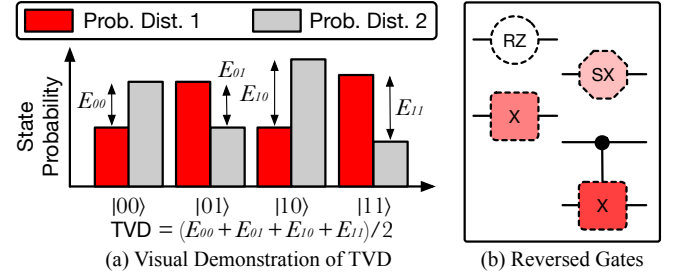 Prob. Dist. 1 Prob. Dist. 2
State Probability
E00 E01 E10 E11
|00⟩ |01⟩ |10⟩ |11⟩
TVD = (E00 + E01 + E10 + E11)/2
(a) Visual Demonstration of TVD
RZ
SX
X
X
(b) Reversed Gates